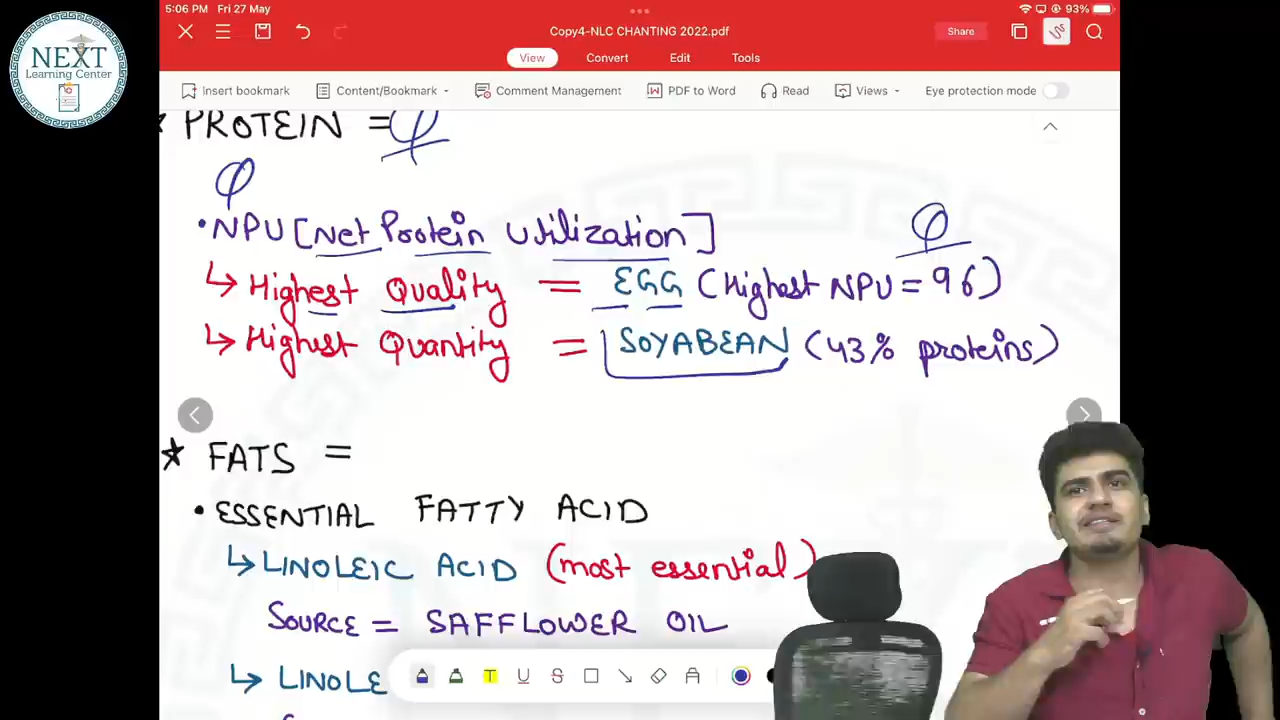 5:06 PM Fri 27 May
93%
NEXT
Learning Center
Copy4-NLC CHANTING 2022.pdf
Share
View Convert Edit Tools
Insert bookmark Content/Bookmark Comment Management PDF to Word Read Views Eye protection mode
PROTEIN =
• NPU [Net Protein Utilization]
↳ Highest Quality = EGG (Highest NPU = 96)
↳ Highest Quantity = SOYABEAN (43% proteins)
★ FATS =
• ESSENTIAL FATTY ACID
↳ LINOLEIC ACID (most essential)
SOURCE = SAFFLOWER OIL
↳ LINOLE